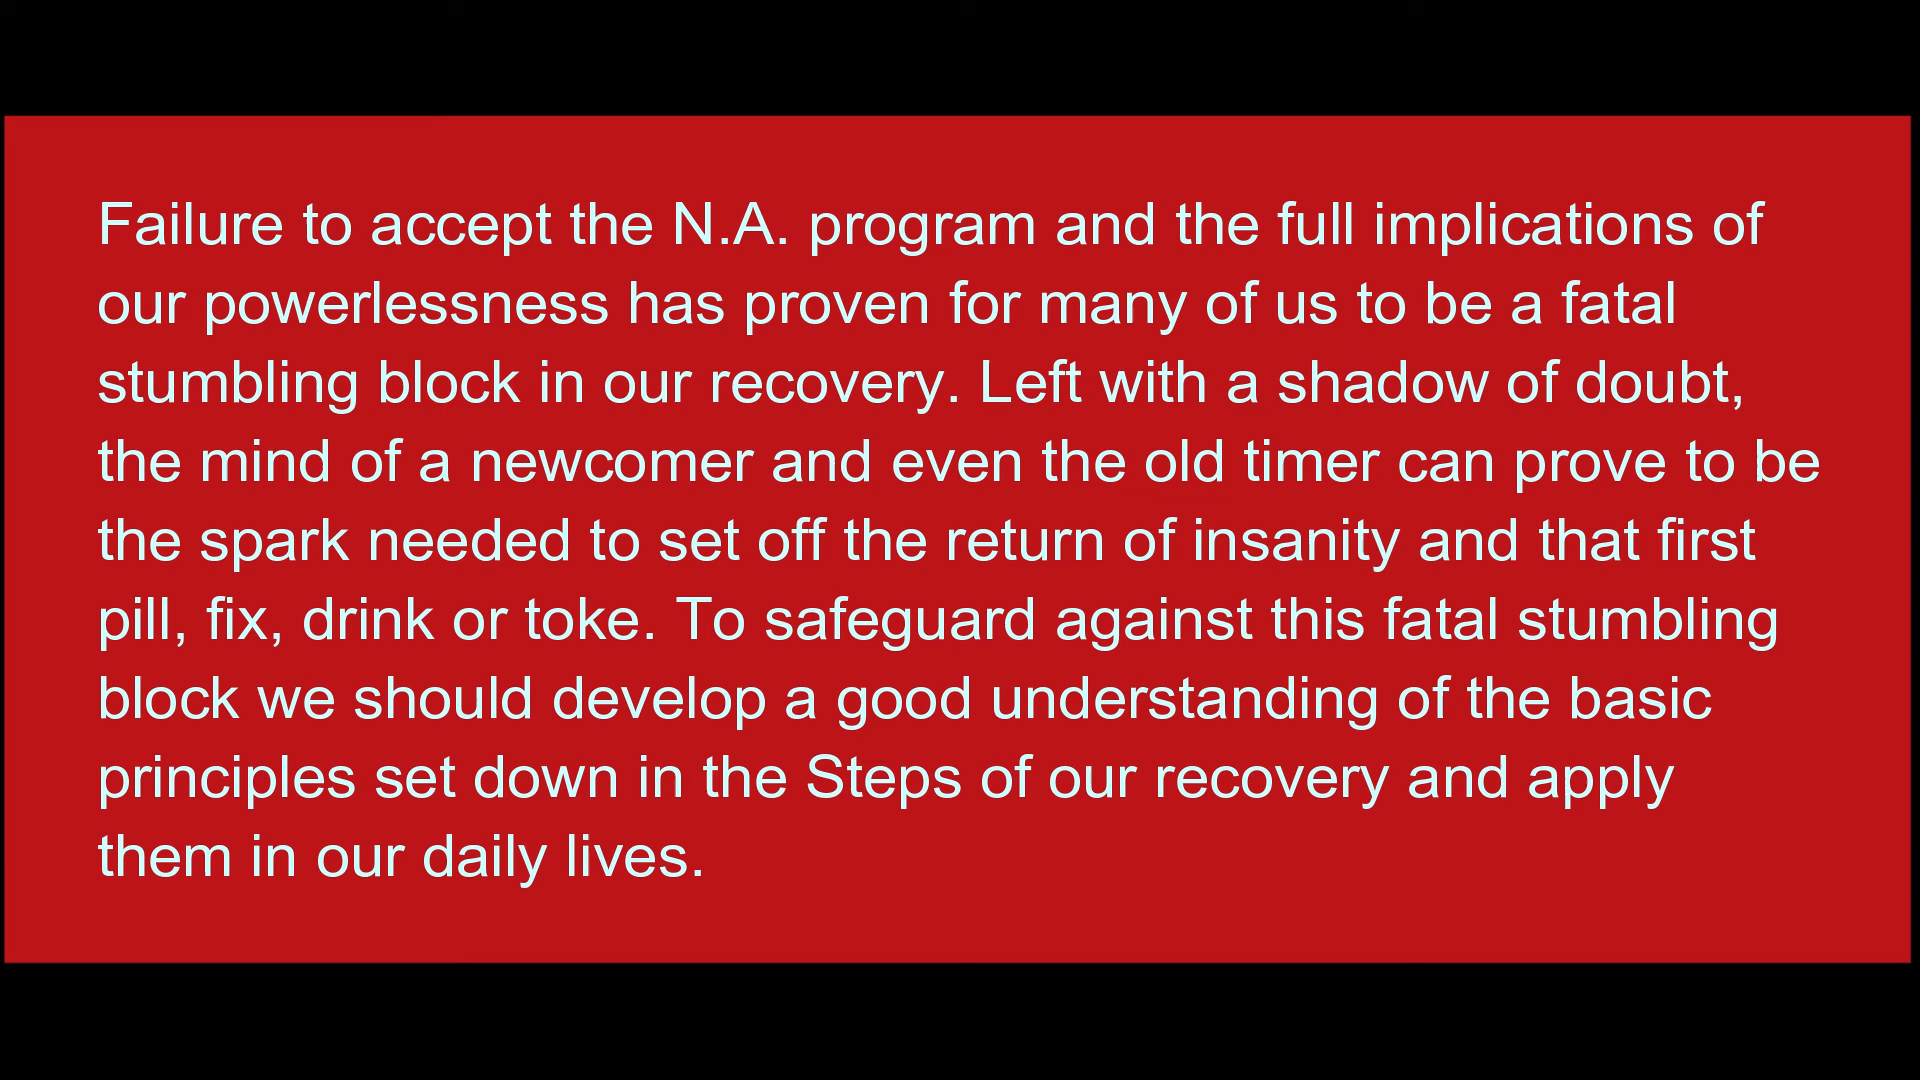 Failure to accept the N.A. program and the full implications of
our powerlessness has proven for many of us to be a fatal
stumbling block in our recovery. Left with a shadow of doubt,
the mind of a newcomer and even the old timer can prove to be
the spark needed to set off the return of insanity and that first
pill, fix, drink or toke. To safeguard against this fatal stumbling
block we should develop a good understanding of the basic
principles set down in the Steps of our recovery and apply
them in our daily lives.